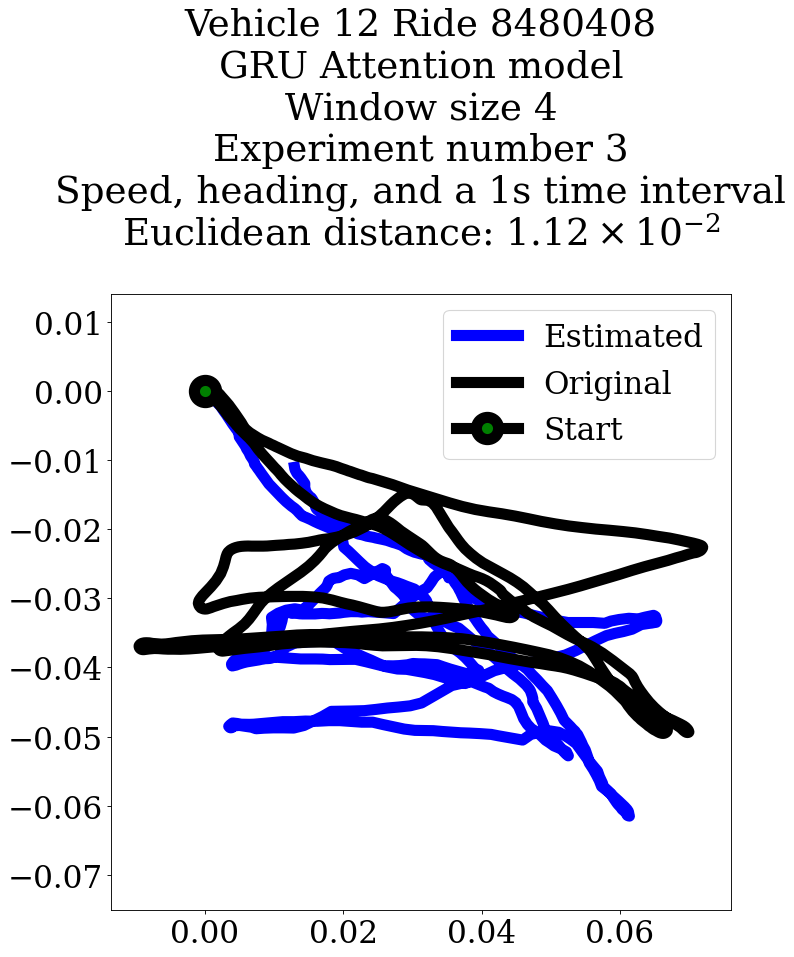 Vehicle 12 Ride 8480408
GRU Attention model
Window size 4
Experiment number 3
Speed, heading, and a 1s time interval
Euclidean distance: 1.12 × 10⁻²
Estimated
Original
Start
0.01
0.00
−0.01
−0.02
−0.03
−0.04
−0.05
−0.06
−0.07
0.00 0.02 0.04 0.06